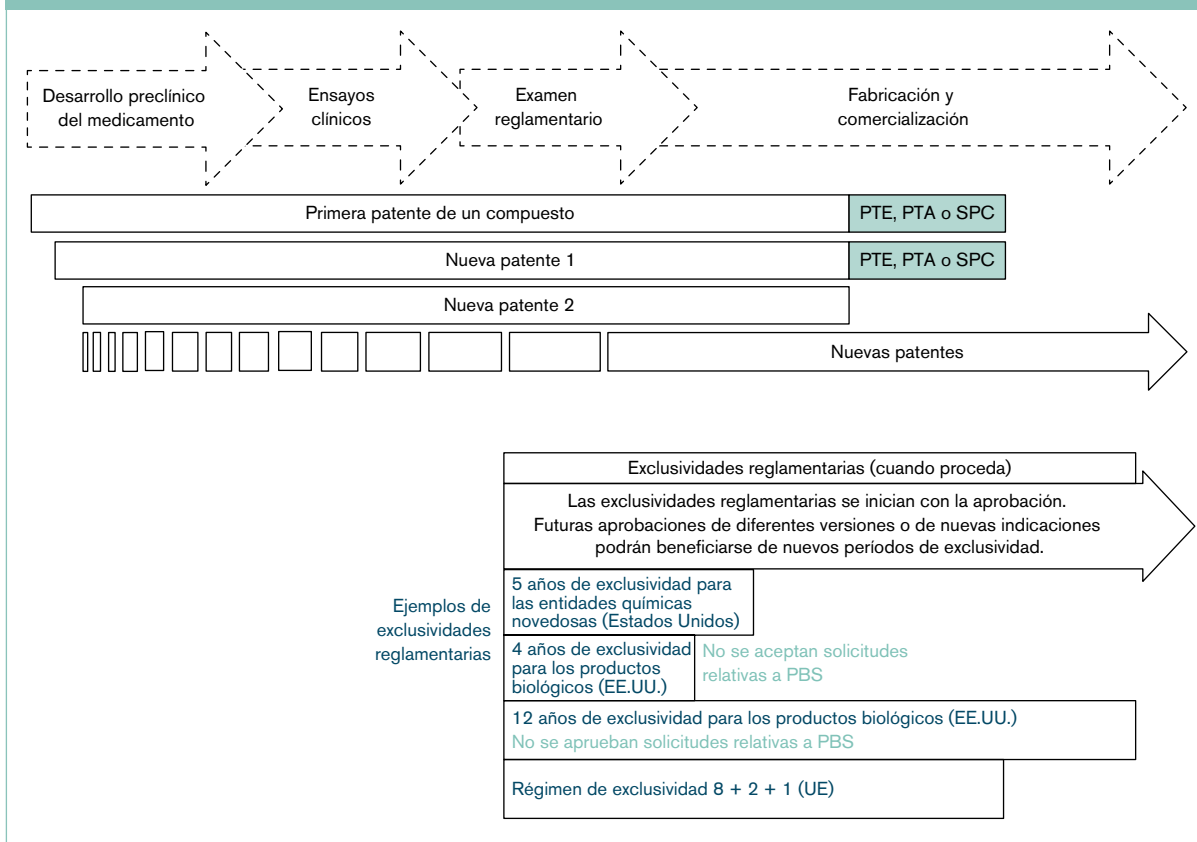 Desarrollo preclínico
del medicamento
Ensayos
clínicos
Examen
reglamentario
Fabricación y
comercialización
Primera patente de un compuesto
PTE, PTA o SPC
Nueva patente 1
PTE, PTA o SPC
Nueva patente 2
Nuevas patentes
Exclusividades reglamentarias (cuando proceda)
Las exclusividades reglamentarias se inician con la aprobación.
Futuras aprobaciones de diferentes versiones o de nuevas indicaciones
podrán beneficiarse de nuevos períodos de exclusividad.
Ejemplos de
exclusividades
reglamentarias
5 años de exclusividad para
las entidades químicas
novedosas (Estados Unidos)
4 años de exclusividad
para los productos
biológicos (EE.UU.)
No se aceptan solicitudes
relativas a PBS
12 años de exclusividad para los productos biológicos (EE.UU.)
No se aprueban solicitudes relativas a PBS
Régimen de exclusividad 8 + 2 + 1 (UE)